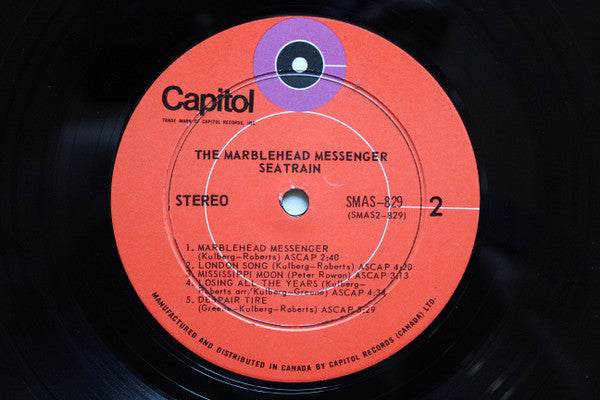 Capitol
TRADE MARK OF CAPITOL RECORDS, INC.
THE MARBLEHEAD MESSENGER
SEATRAIN
STEREO
SMAS-829
(SMAS2-829)
2
1. MARBLEHEAD MESSENGER
(Kulberg-Roberts) ASCAP 2:40
2. LONDON SONG (Kulberg-Roberts) ASCAP 4:20
3. MISSISSIPPI MOON (Peter Rowan) ASCAP 3:13
4. LOSING ALL THE YEARS (Kulberg-
Roberts arr/Kulberg-Greene) ASCAP 4:34
5. DESPAIR TIRE
(Greene-Kulberg-Roberts) ASCAP 3:29
MANUFACTURED AND DISTRIBUTED IN CANADA BY CAPITOL RECORDS (CANADA) LTD.